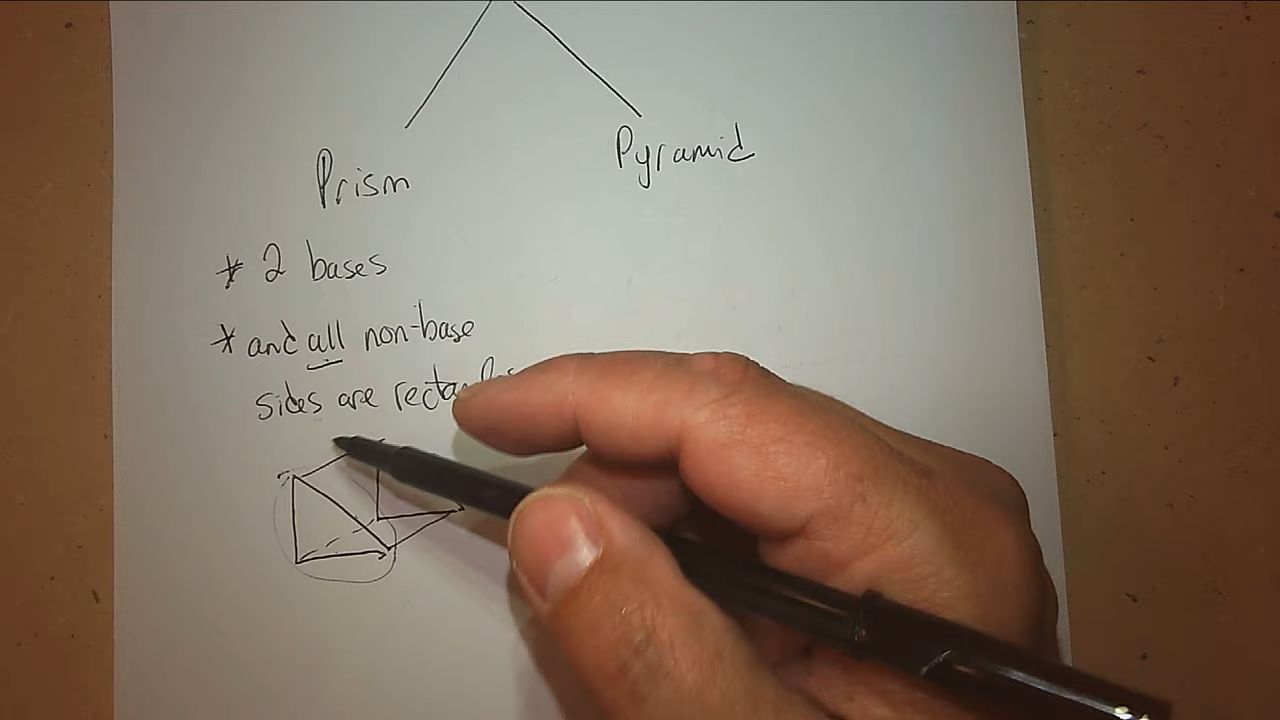 Prism
Pyramid
* 2 bases
* and all non-base
sides are